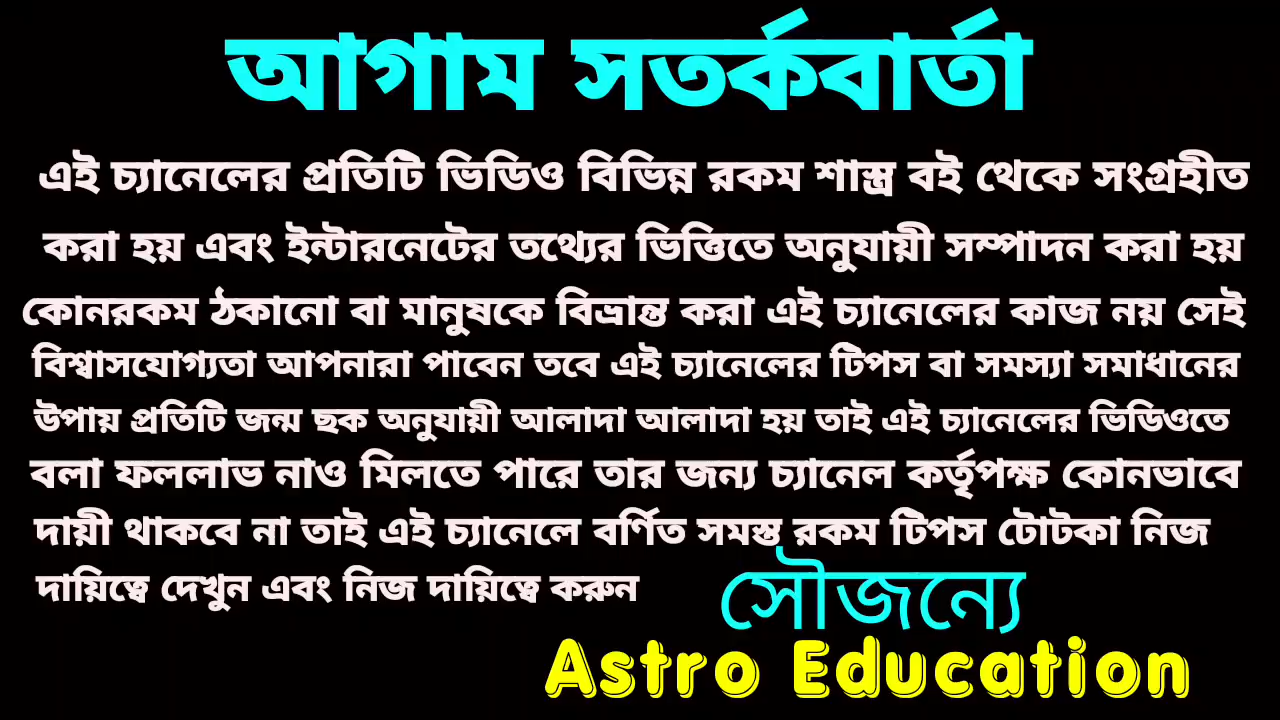 আগাম সতর্কবার্তা
এই চ্যানেলের প্রতিটি ভিডিও বিভিন্ন রকম শাস্ত্র বই থেকে সংগ্রহীত
করা হয় এবং ইন্টারনেটের তথ্যের ভিত্তিতে অনুযায়ী সম্পাদন করা হয়
কোনরকম ঠকানো বা মানুষকে বিভ্রান্ত করা এই চ্যানেলের কাজ নয় সেই
বিশ্বাসযোগ্যতা আপনারা পাবেন তবে এই চ্যানেলের টিপস বা সমস্যা সমাধানের
উপায় প্রতিটি জন্ম ছক অনুযায়ী আলাদা আলাদা হয় তাই এই চ্যানেলের ভিডিওতে
বলা ফললাভ নাও মিলতে পারে তার জন্য চ্যানেল কর্তৃপক্ষ কোনভাবে
দায়ী থাকবে না তাই এই চ্যানেলে বর্ণিত সমস্ত রকম টিপস টোটকা নিজ
দায়িত্বে দেখুন এবং নিজ দায়িত্বে করুন
সৌজন্যে
Astro Education